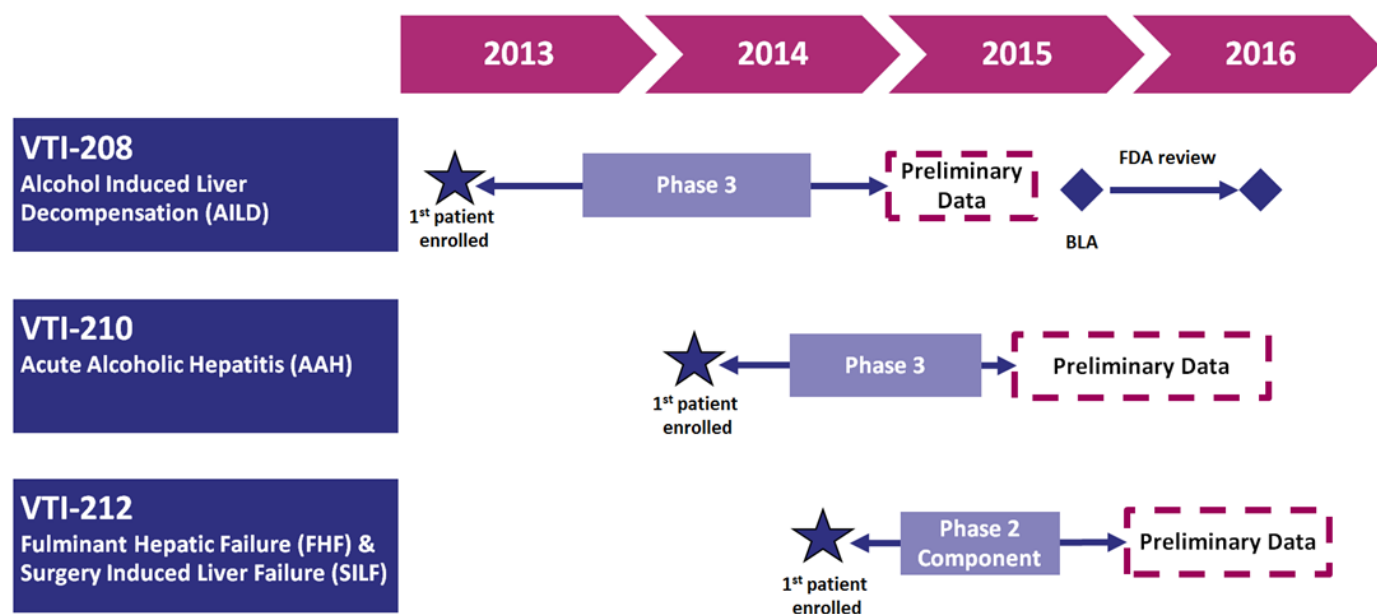 2013
2014
2015
2016
VTI-208
Alcohol Induced Liver
Decompensation (AILD)
1st patient
enrolled
Phase 3
Preliminary
Data
BLA
FDA review
VTI-210
Acute Alcoholic Hepatitis (AAH)
1st patient
enrolled
Phase 3
Preliminary Data
VTI-212
Fulminant Hepatic Failure (FHF) &
Surgery Induced Liver Failure (SILF)
1st patient
enrolled
Phase 2
Component
Preliminary Data